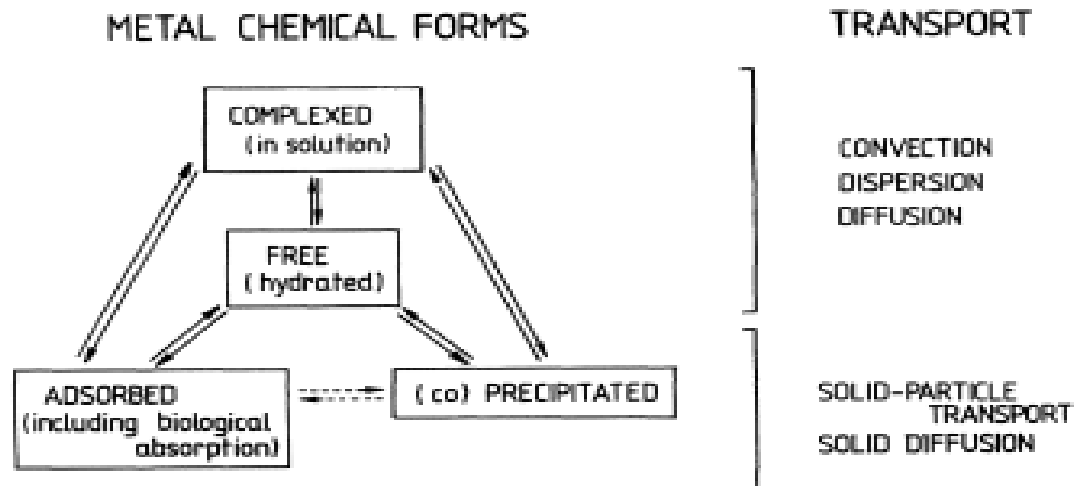 METAL CHEMICAL FORMS
TRANSPORT
COMPLEXED
(in solution)
CONVECTION
DISPERSION
DIFFUSION
FREE
(hydrated)
ADSORBED
(including biological
absorption)
(co) PRECIPITATED
SOLID-PARTICLE
TRANSPORT
SOLID DIFFUSION